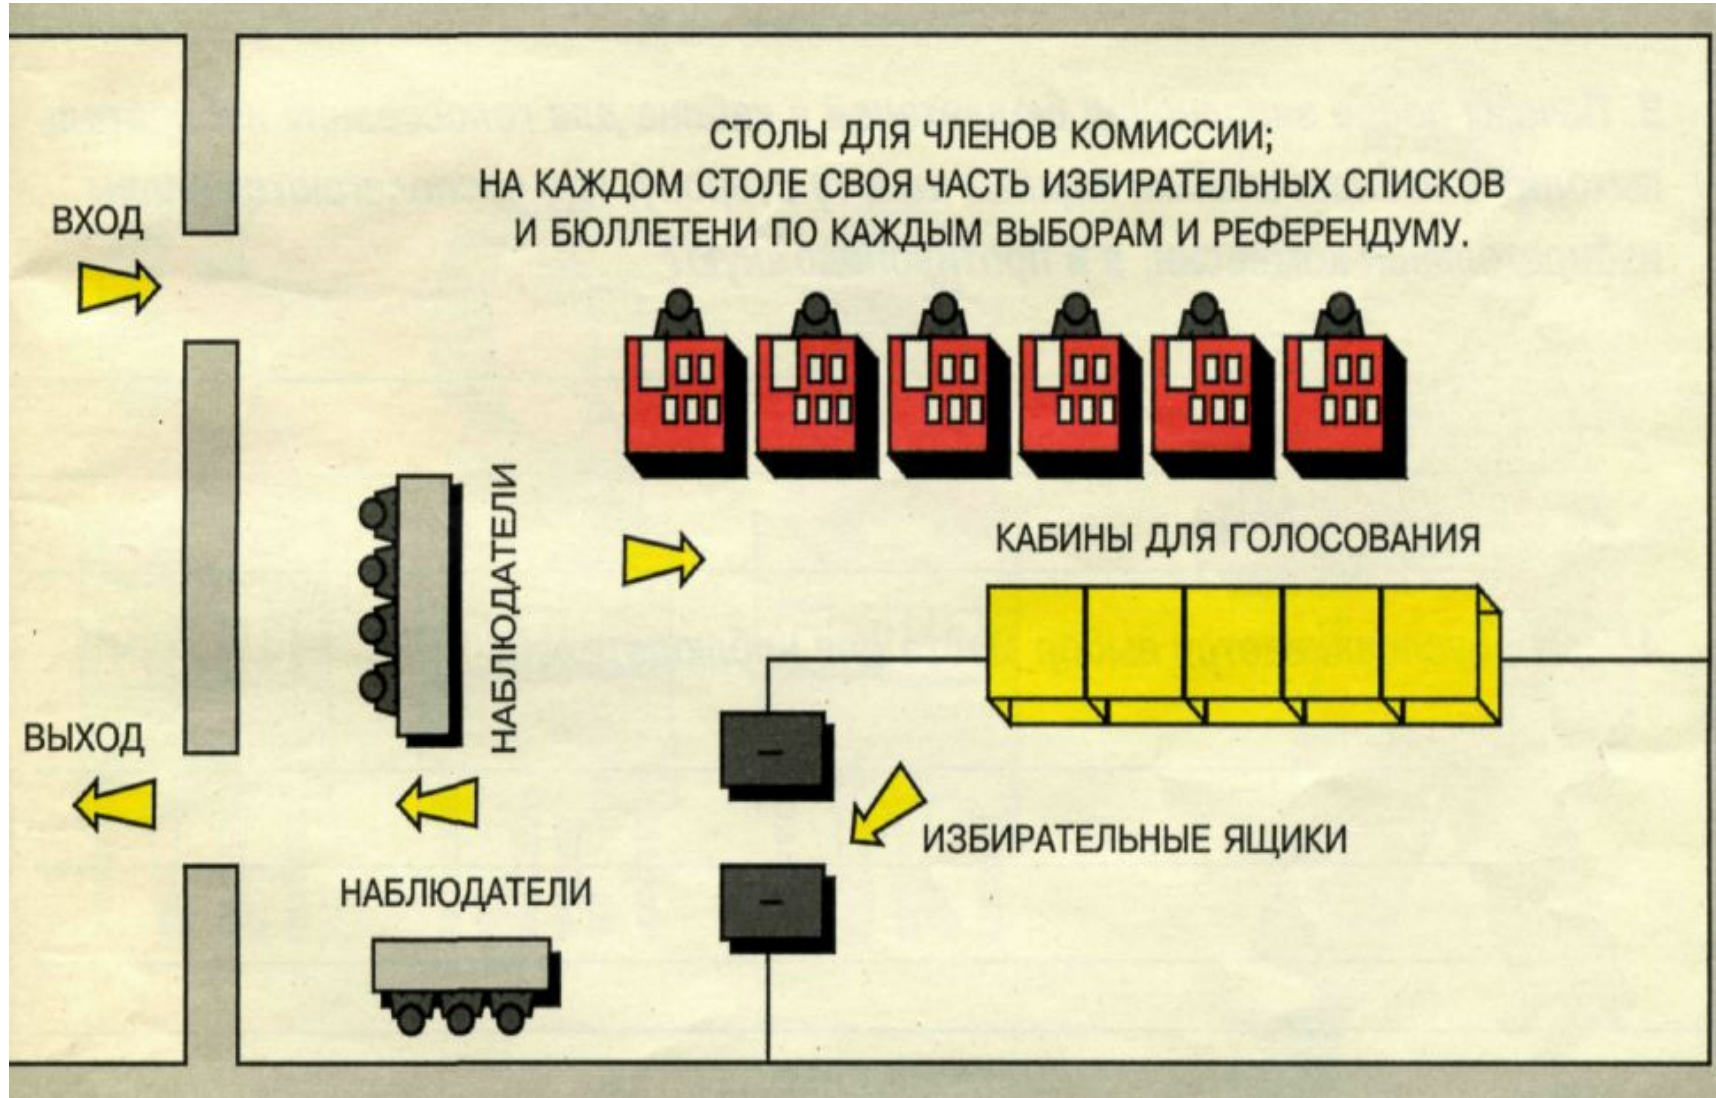 СТОЛЫ ДЛЯ ЧЛЕНОВ КОМИССИИ;
НА КАЖДОМ СТОЛЕ СВОЯ ЧАСТЬ ИЗБИРАТЕЛЬНЫХ СПИСКОВ
И БЮЛЛЕТЕНИ ПО КАЖДЫМ ВЫБОРАМ И РЕФЕРЕНДУМУ.
ВХОД
НАБЛЮДАТЕЛИ
КАБИНЫ ДЛЯ ГОЛОСОВАНИЯ
ВЫХОД
ИЗБИРАТЕЛЬНЫЕ ЯЩИКИ
НАБЛЮДАТЕЛИ